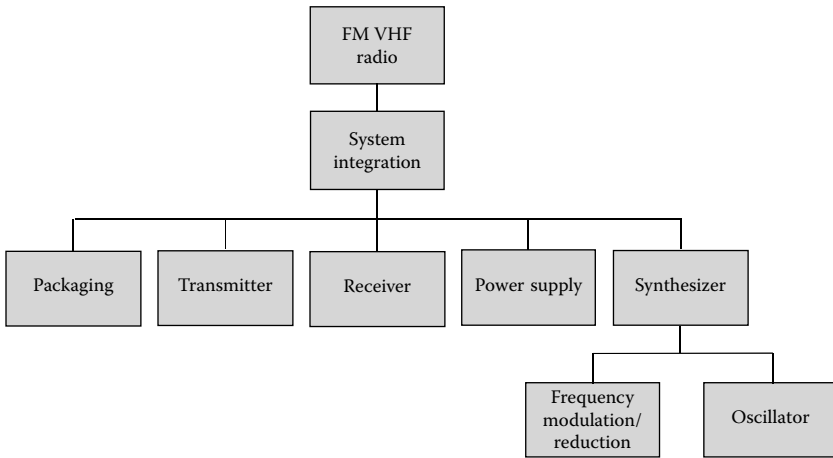 FM VHF
radio
System
integration
Packaging
Transmitter
Receiver
Power supply
Synthesizer
Frequency
modulation/
reduction
Oscillator